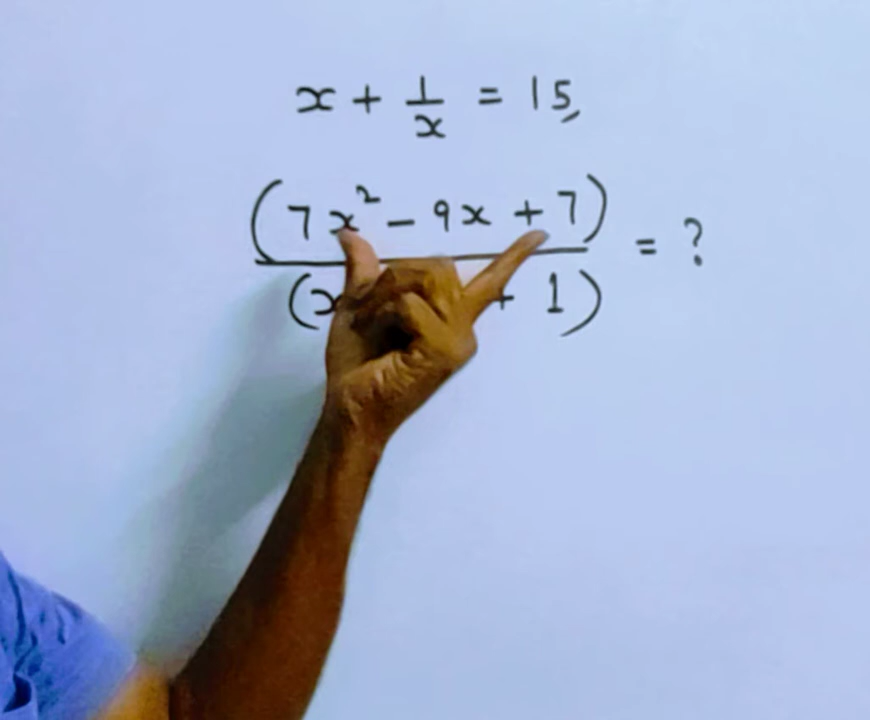 x + 1/x = 15,
(7x² - 9x + 7)
(x + 1) = ?